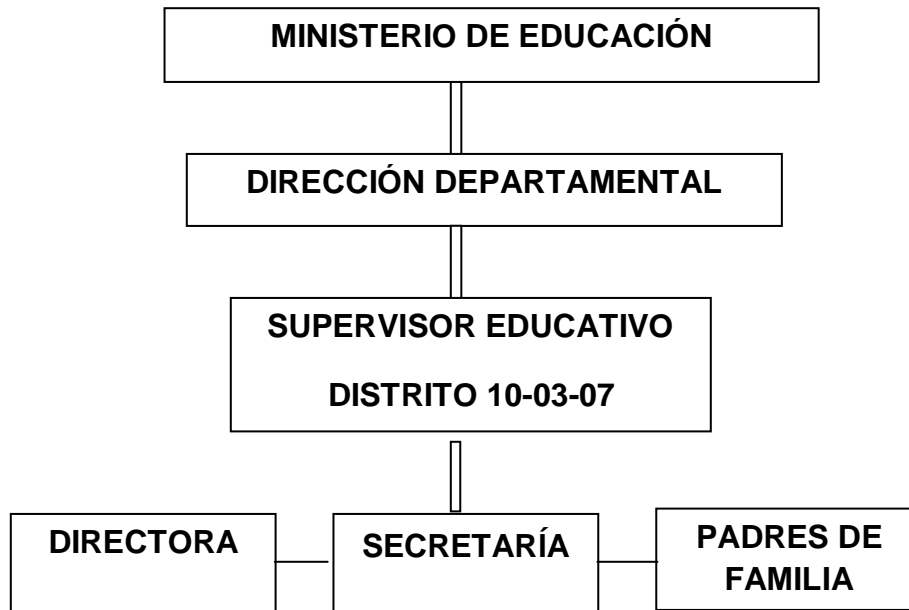 MINISTERIO DE EDUCACIÓN
DIRECCIÓN DEPARTAMENTAL
SUPERVISOR EDUCATIVO
DISTRITO 10-03-07
DIRECTORA
SECRETARÍA
PADRES DE
FAMILIA